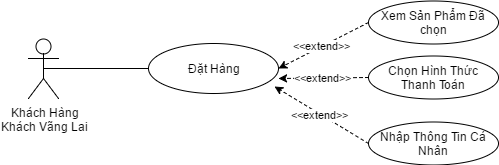 Xem Sản Phẩm Đã
chọn
<<extend>>
Đặt Hàng
<<extend>>
Chọn Hình Thức
Thanh Toán
Khách Hàng
Khách Vãng Lai
<<extend>>
Nhập Thông Tin Cá
Nhân